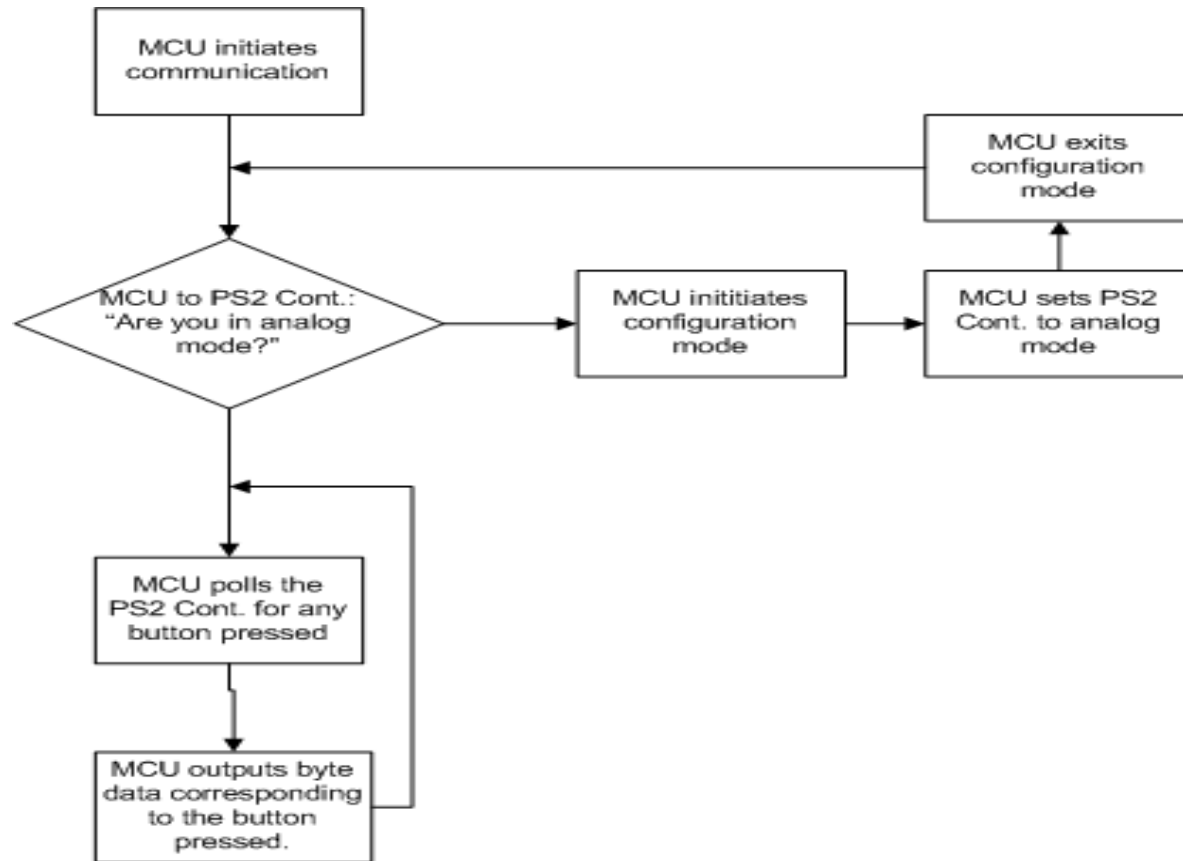 MCU initiates
communication
MCU exits
configuration
mode
MCU to PS2 Cont.:
“Are you in analog
mode?”
MCU inititiates
configuration
mode
MCU sets PS2
Cont. to analog
mode
MCU polls the
PS2 Cont. for any
button pressed
MCU outputs byte
data corresponding
to the button
pressed.